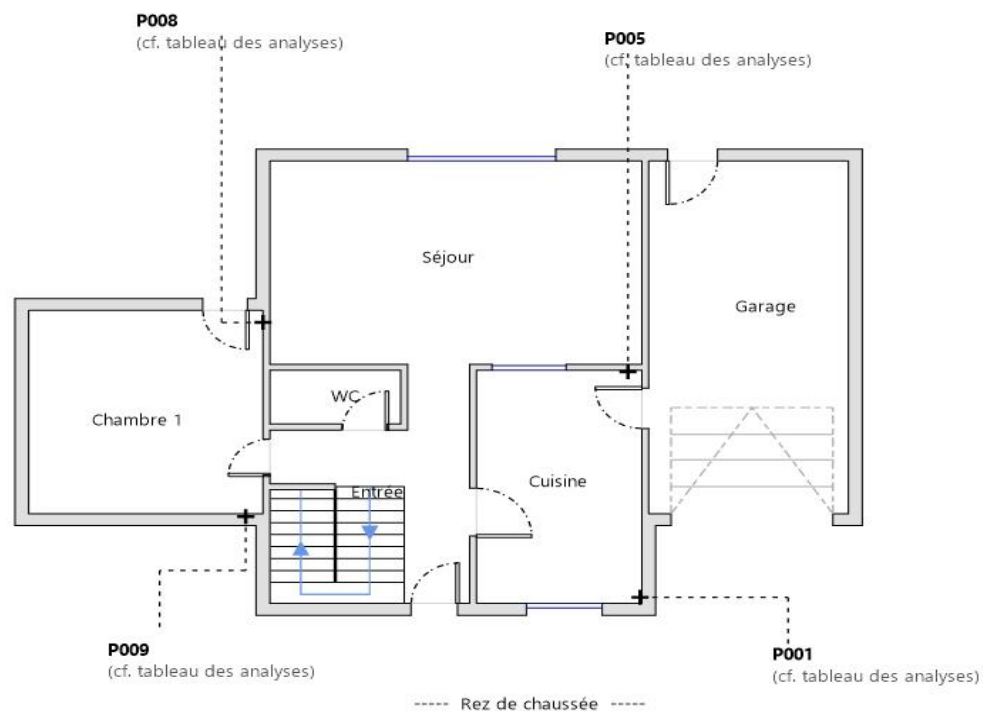 P008
(cf. tableau des analyses)
P005
(cf. tableau des analyses)
Séjour
Garage
WC
Chambre 1
Cuisine
Entrée
P009
(cf. tableau des analyses)
P001
(cf. tableau des analyses)
Rez de chaussée